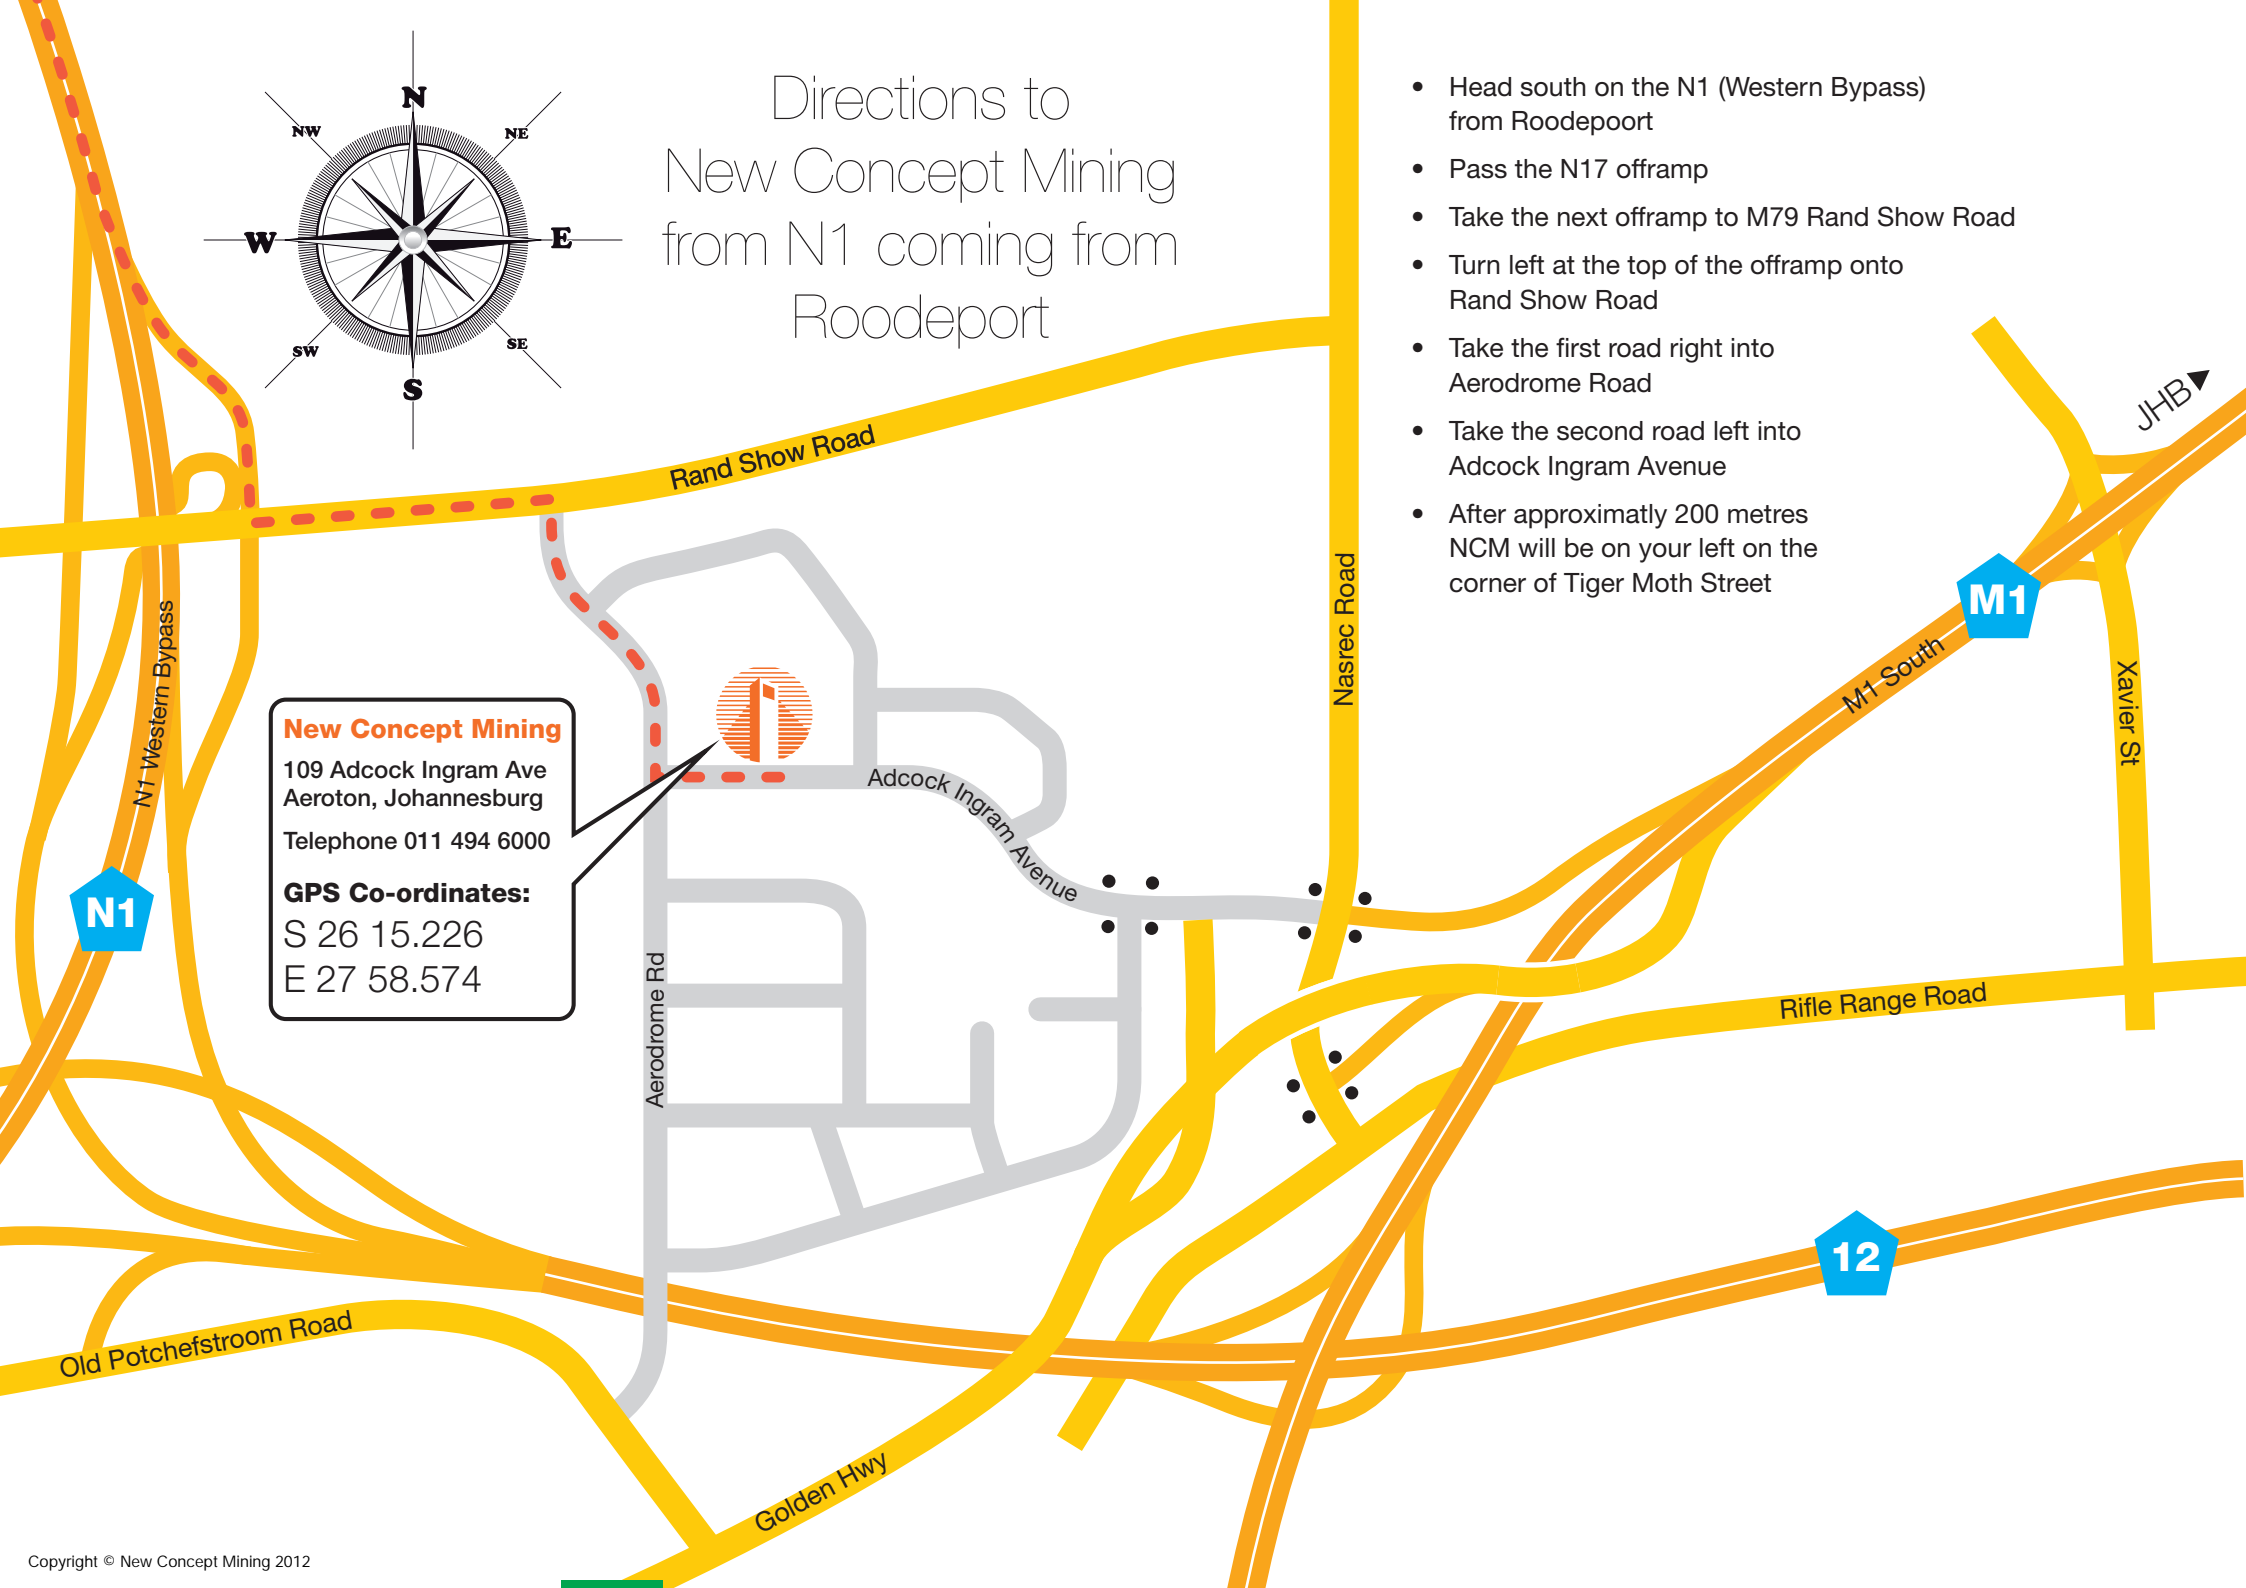 Directions to
New Concept Mining
from N1 coming from
Roodeport
• Head south on the N1 (Western Bypass)
from Roodepoort
• Pass the N17 offramp
• Take the next offramp to M79 Rand Show Road
• Turn left at the top of the offramp onto
Rand Show Road
• Take the first road right into
Aerodrome Road
• Take the second road left into
Adcock Ingram Avenue
• After approximatly 200 metres
NCM will be on your left on the
corner of Tiger Moth Street
N
NW
NE
W
E
SW
SE
S
JHB
Rand Show Road
Nasrec Road
M1
M1 South
Xavier St
N1 Western Bypass
New Concept Mining
109 Adcock Ingram Ave
Aeroton, Johannesburg
Telephone 011 494 6000
GPS Co-ordinates:
S 26 15.226
E 27 58.574
Adcock Ingram Avenue
N1
Aerodrome Rd
Rifle Range Road
12
Old Potchefstroom Road
Golden Hwy
Copyright © New Concept Mining 2012